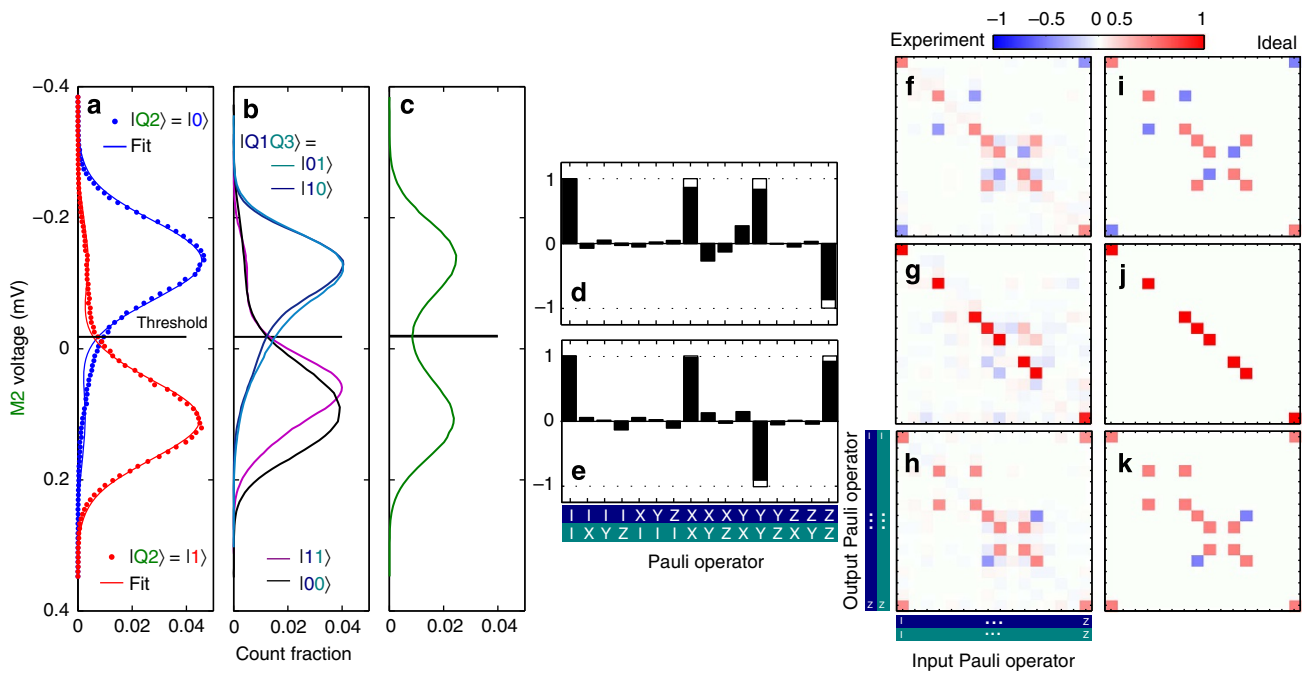 a
|Q2⟩ = |0⟩
Fit
Threshold
|Q2⟩ = |1⟩
Fit
M2 voltage (mV)
−0.4
−0.2
0
0.2
0.4
0 0.02 0.04
b
|Q1Q3⟩ =
|01⟩
|10⟩
|11⟩
|00⟩
0 0.02 0.04
Count fraction
c
0 0.02 0.04
1
0
−1
d
1
0
−1
e
I I I I X Y Z X X X Y Y Y Z Z Z
I X Y Z I I I X Y Z X Y Z X Y Z
Pauli operator
−1 −0.5 0 0.5 1
Experiment
Ideal
f
i
g
j
h
k
Output Pauli operator
I ... Z
I ... Z
I ... Z
I ... Z
Input Pauli operator